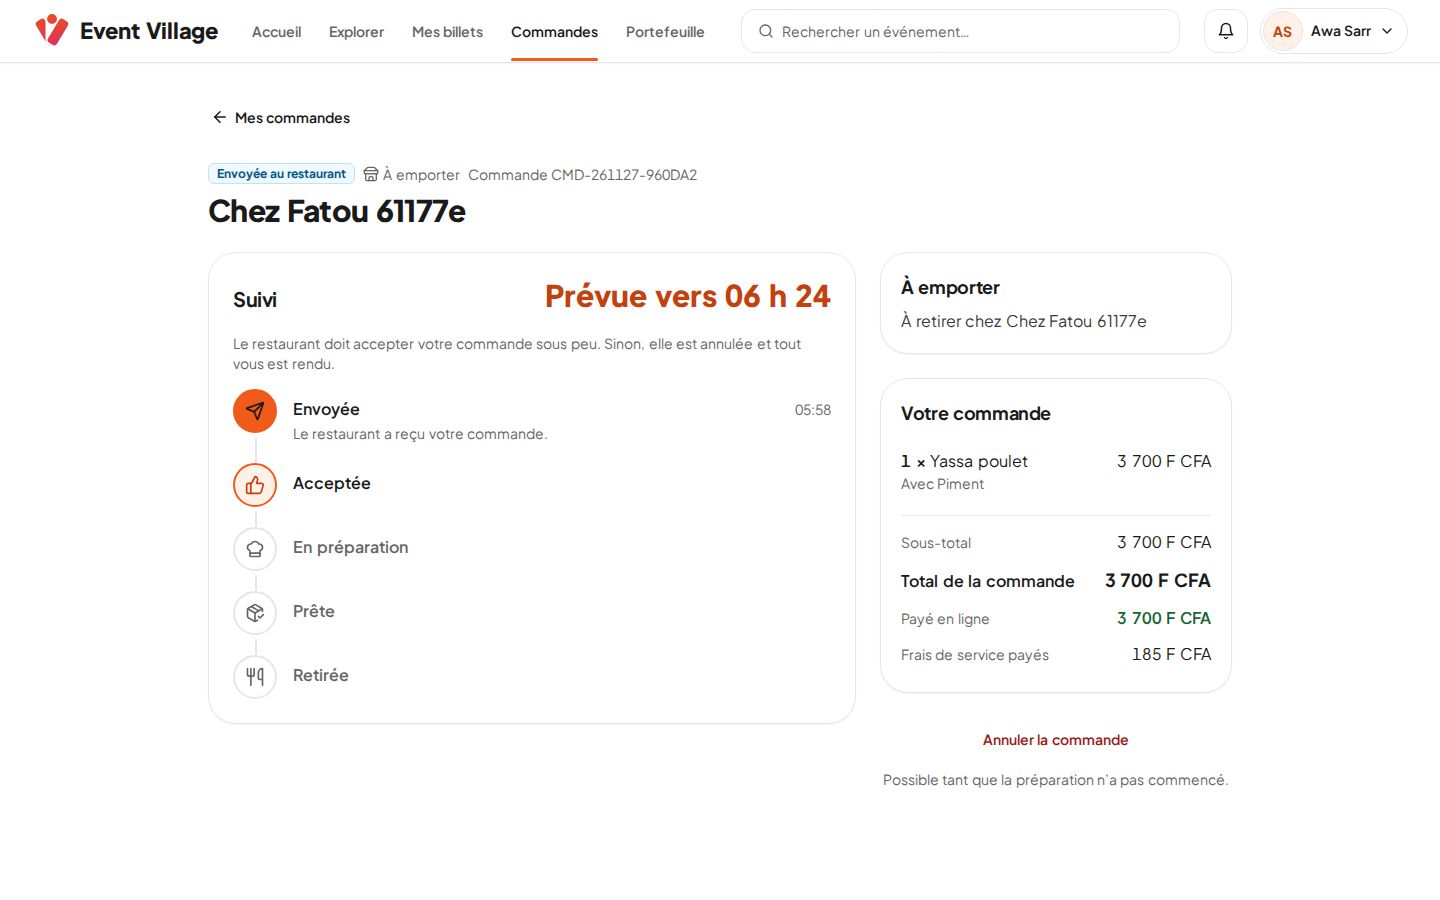 Event Village
Accueil
Explorer
Mes billets
Commandes
Portefeuille
Rechercher un événement…
AS
Awa Sarr
Mes commandes
Envoyée au restaurant
À emporter
Commande CMD-261127-960DA2
Chez Fatou 61177e
Suivi
Prévue vers 06 h 24
Le restaurant doit accepter votre commande sous peu. Sinon, elle est annulée et tout
vous est rendu.
Envoyée
05:58
Le restaurant a reçu votre commande.
Acceptée
En préparation
Prête
Retirée
À emporter
À retirer chez Chez Fatou 61177e
Votre commande
1 × Yassa poulet
3 700 F CFA
Avec Piment
Sous-total
3 700 F CFA
Total de la commande
3 700 F CFA
Payé en ligne
3 700 F CFA
Frais de service payés
185 F CFA
Annuler la commande
Possible tant que la préparation n'a pas commencé.